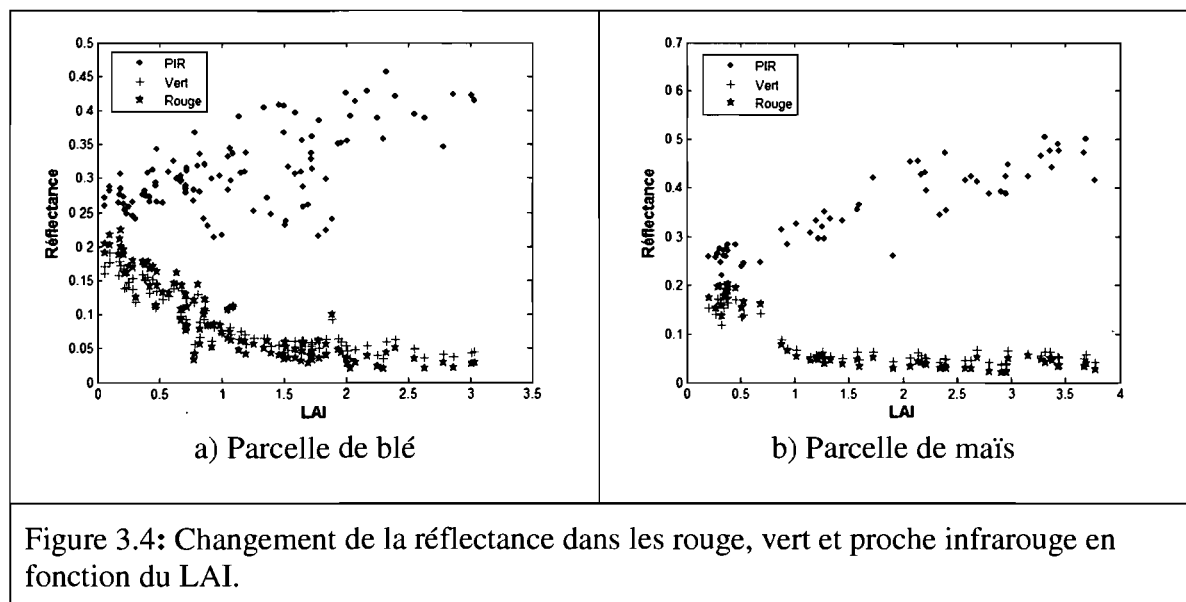 0.5
0.45
0.4
0.35
0.3
0.25
0.2
0.15
0.1
0.05
0
Réflectance
PIR
Vert
Rouge
0 0.5 1 1.5 2 2.5 3 3.5
LAI
a) Parcelle de blé
0.7
0.6
0.5
0.4
0.3
0.2
0.1
0
Réflectance
PIR
Vert
Rouge
0 0.5 1 1.5 2 2.5 3 3.5 4
LAI
b) Parcelle de maïs
Figure 3.4: Changement de la réflectance dans les rouge, vert et proche infrarouge en
fonction du LAI.